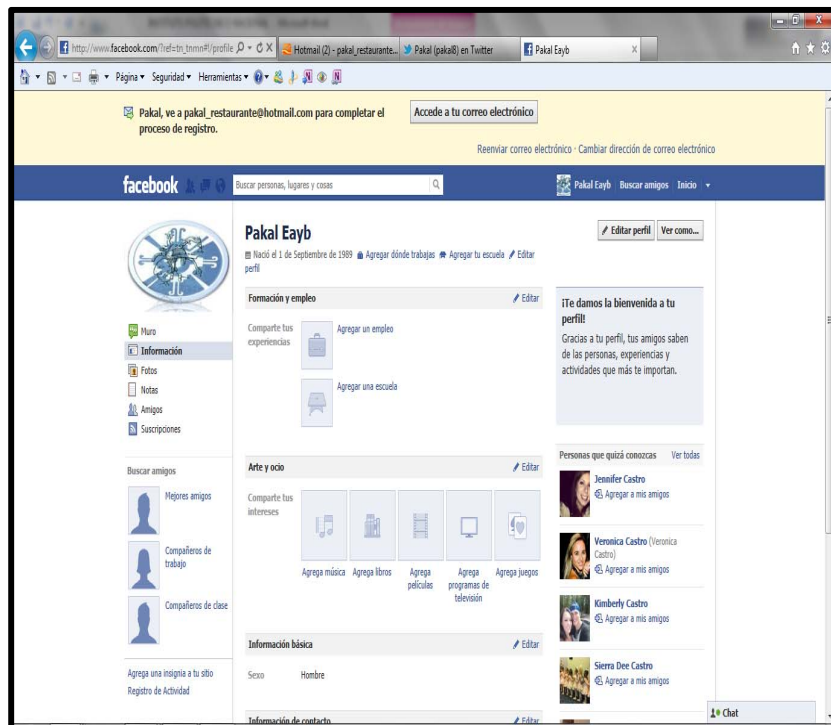 http://www.facebook.com/?ref=tn_tnmn#!/profile
Hotmail (2) - pakal_restaurante...
Pakal (pakal8) en Twitter
Pakal Eayb
Página Seguridad Herramientas
Pakal, ve a pakal_restaurante@hotmail.com para completar el
proceso de registro.
Accede a tu correo electrónico
Reenviar correo electrónico · Cambiar dirección de correo electrónico
facebook
Buscar personas, lugares y cosas
Pakal Eayb Buscar amigos Inicio
Pakal Eayb
Nació el 1 de Septiembre de 1989 Agregar dónde trabajas Agregar tu escuela Editar
perfil
Editar perfil
Ver como...
Muro
Información
Fotos
Notas
Amigos
Suscripciones
Buscar amigos
Mejores amigos
Compañeros de
trabajo
Compañeros de clase
Agrega una insignia a tu sitio
Registro de Actividad
Formación y empleo Editar
Comparte tus
experiencias
Agregar un empleo
Agregar una escuela
Arte y ocio Editar
Comparte tus
intereses
Agrega música
Agrega libros
Agrega
películas
Agrega
programas de
televisión
Agrega juegos
Información básica Editar
Sexo Hombre
Información de contacto Editar
¡Te damos la bienvenida a tu
perfil!
Gracias a tu perfil, tus amigos saben
de las personas, experiencias y
actividades que más te importan.
Personas que quizá conozcas Ver todas
Jennifer Castro
Agregar a mis amigos
Veronica Castro (Veronica
Castro)
Agregar a mis amigos
Kimberly Castro
Agregar a mis amigos
Sierra Dee Castro
Agregar a mis amigos
Chat